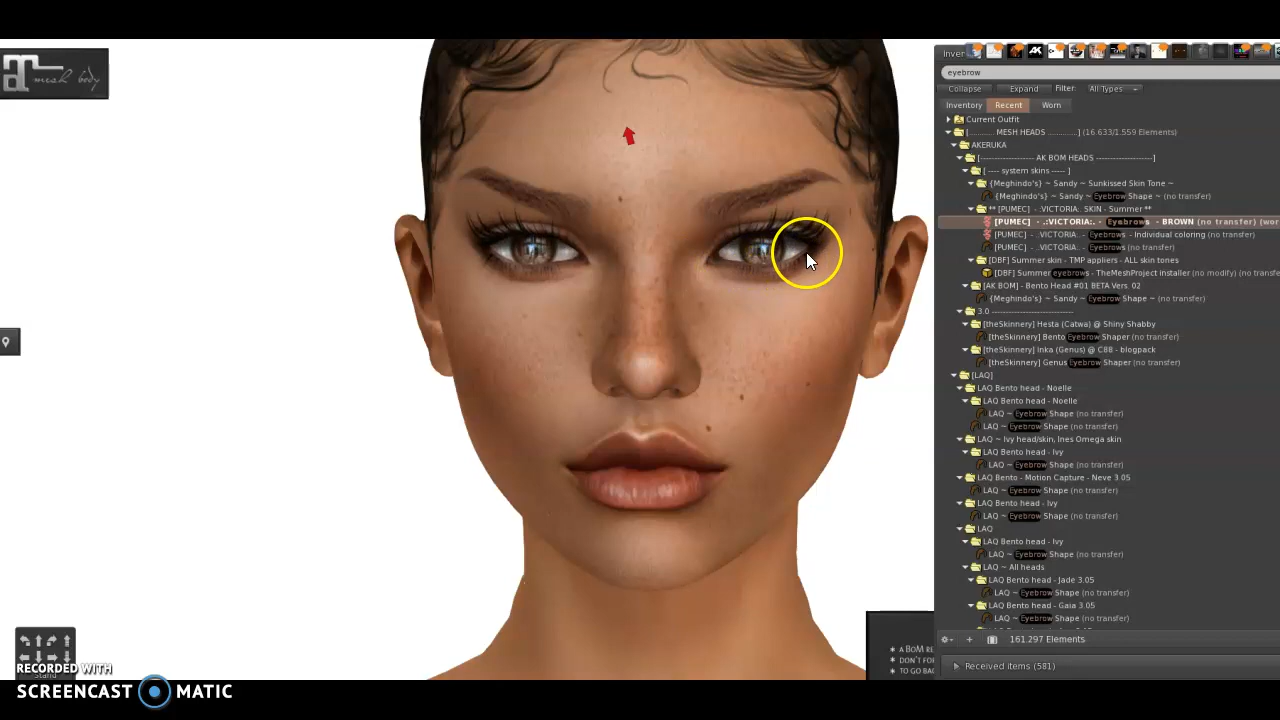 mesh body
Inver
eyebrow
Collapse Expand Filter: All Types
Inventory Recent Worn
Current Outfit
[.......... MESH HEADS ............] (16.633/1.559 Elements)
AKERUKA
[------------------- AK BOM HEADS -------------------]
[ ---- system skins ----- ]
{Meghindo's} ~ Sandy ~ Sunkissed Skin Tone ~
{Meghindo's} ~ Sandy ~ Eyebrow Shape ~ (no transfer)
** [PUMEC] - .:VICTORIA:. SKIN - Summer **
[PUMEC] - .:VICTORIA:. - Eyebrows - BROWN (no transfer) (wor
[PUMEC] - .:VICTORIA:. - Eyebrows - Individual coloring (no transfer)
[PUMEC] - .:VICTORIA:. - Eyebrows (no transfer)
[DBF] Summer skin - TMP appliers - ALL skin tones
[DBF] Summer eyebrows - TheMeshProject installer (no modify) (no transfe
[AK BOM] - Bento Head #01 BETA Vers. 02
{Meghindo's} ~ Sandy ~ Eyebrow Shape ~ (no transfer)
3.0 ----------------------------
[theSkinnery] Hesta (Catwa) @ Shiny Shabby
[theSkinnery] Bento Eyebrow Shaper (no transfer)
[theSkinnery] Inka (Genus) @ C88 - blogpack
[theSkinnery] Genus Eyebrow Shaper (no transfer)
[LAQ]
LAQ Bento head - Noelle
LAQ Bento head - Noelle
LAQ ~ Eyebrow Shape (no transfer)
LAQ ~ Eyebrow Shape (no transfer)
LAQ ~ Ivy head/skin, Ines Omega skin
LAQ Bento head - Ivy
LAQ ~ Eyebrow Shape (no transfer)
LAQ Bento - Motion Capture - Neve 3.05
LAQ ~ Eyebrow Shape (no transfer)
LAQ Bento head - Ivy
LAQ ~ Eyebrow Shape (no transfer)
LAQ
LAQ Bento head - Ivy
LAQ ~ Eyebrow Shape (no transfer)
LAQ ~ All heads
LAQ Bento head - Jade 3.05
LAQ ~ Eyebrow Shape (no transfer)
LAQ Bento head - Gaia 3.05
LAQ ~ Eyebrow Shape (no transfer)
161.297 Elements
Received items (581)
* A BOM RE
* DON'T FOR
* TO GO BAC
Stand
RECORDED WITH
SCREENCAST MATIC